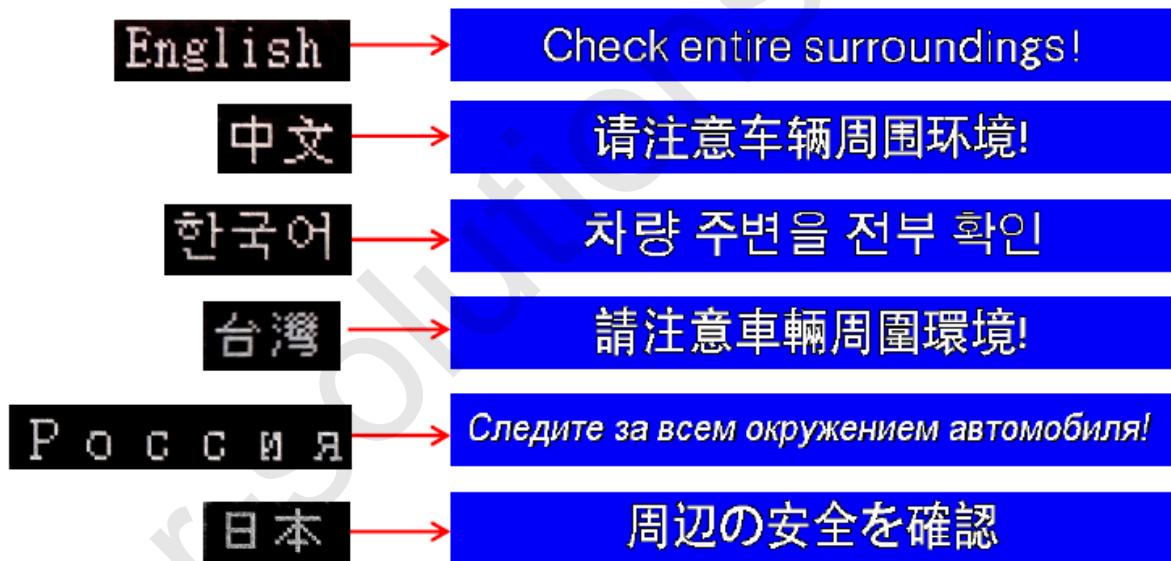 English Check entire surroundings!
中文 请注意车辆周围环境!
한국어 차량 주변을 전부 확인
台灣 請注意車輛周圍環境!
Россия Следите за всем окружением автомобиля!
日本 周辺の安全を確認